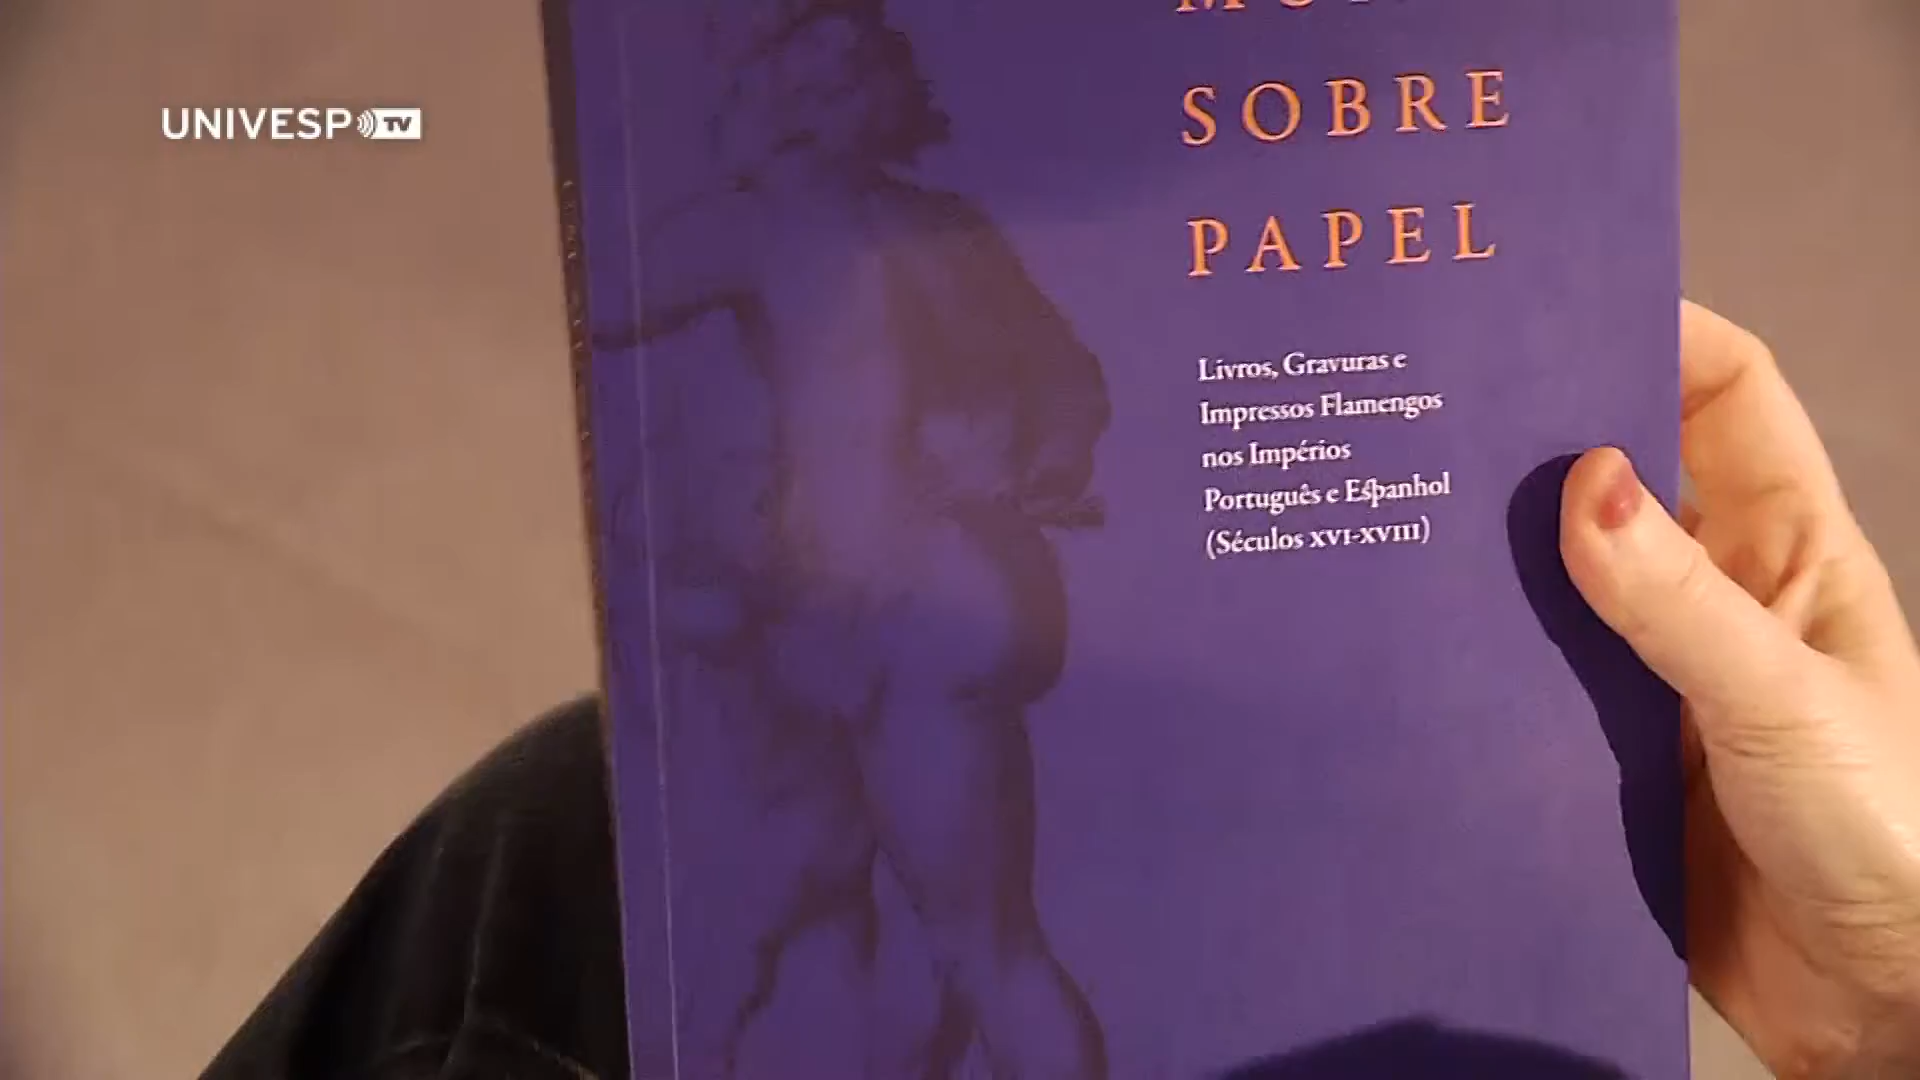 UNIVESP TV
SOBRE
PAPEL
Livros, Gravuras e
Impressos Flamengos
nos Impérios
Português e Espanhol
(Séculos XVI-XVIII)